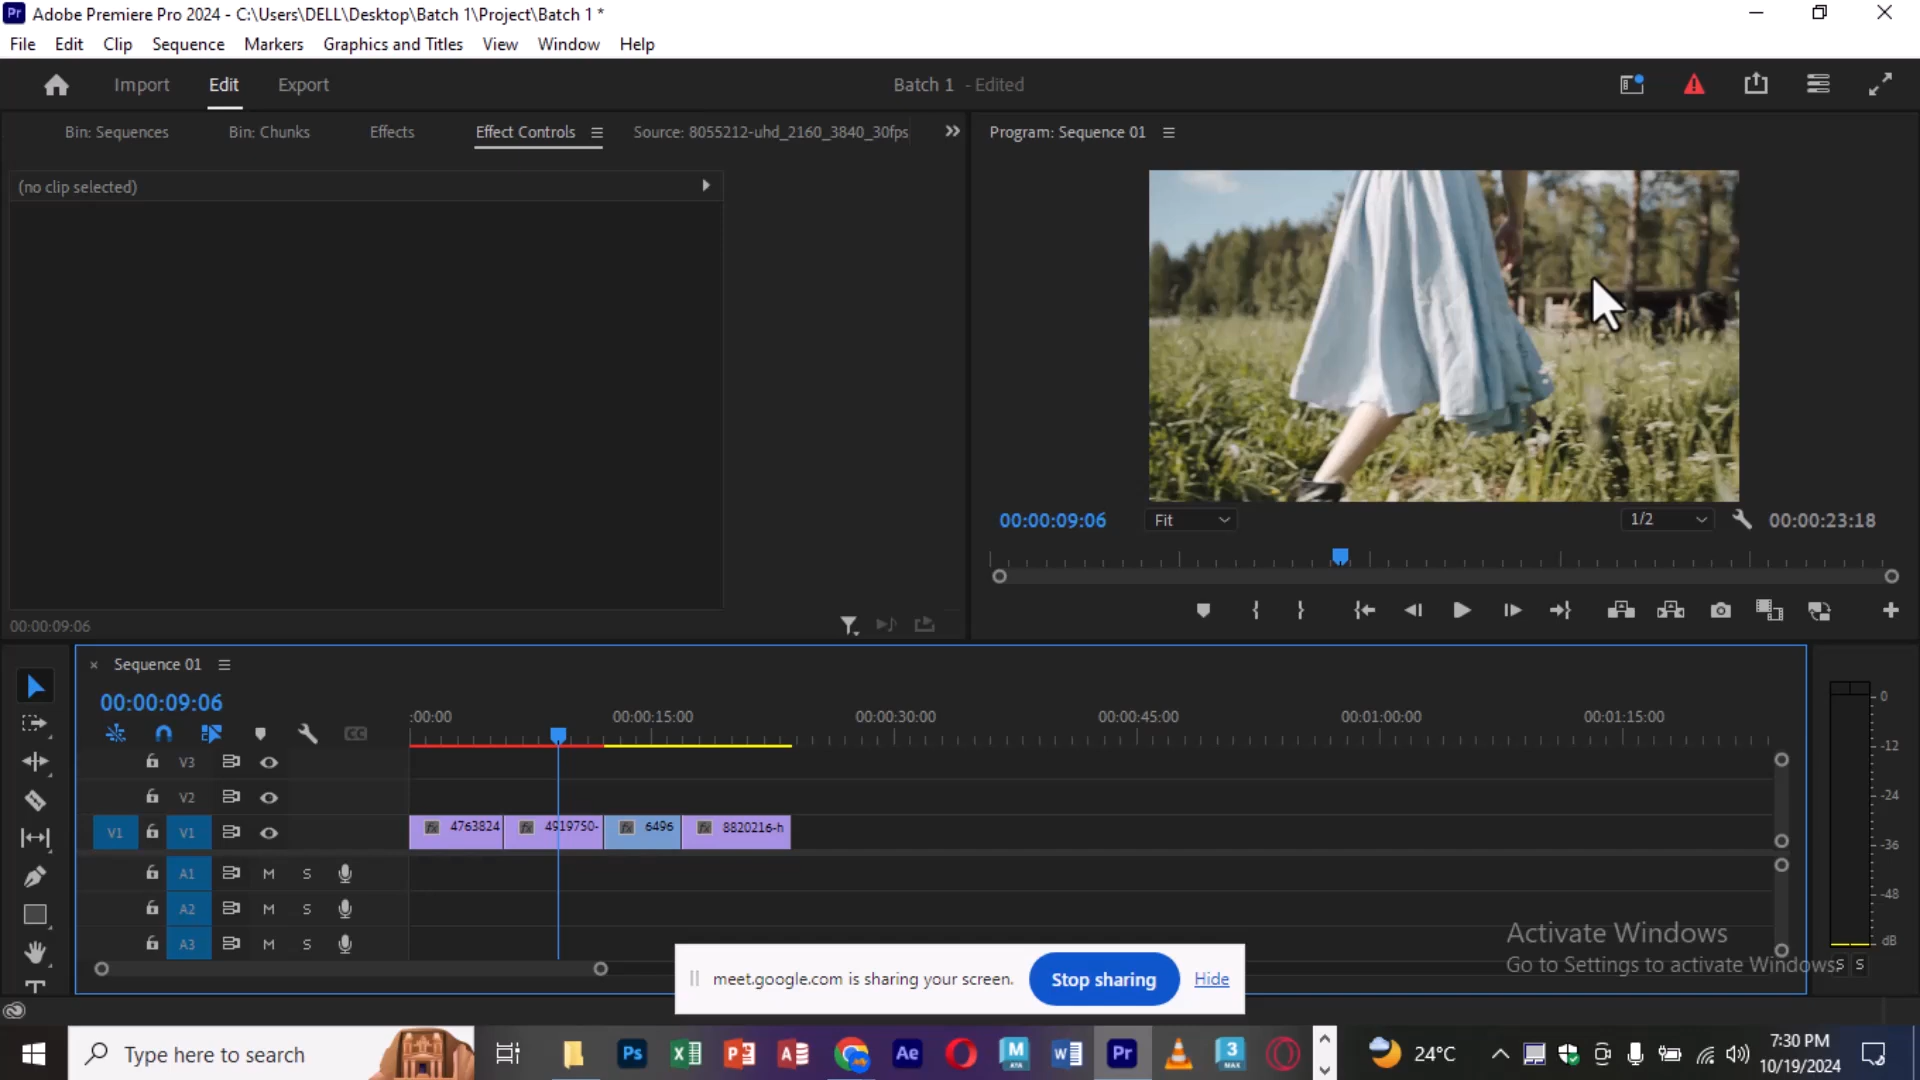 Adobe Premiere Pro 2024 - C:\Users\DELL\Desktop\Batch 1\Project\Batch 1 *
File Edit Clip Sequence Markers Graphics and Titles View Window Help
Import Edit Export
Batch 1 - Edited
Bin: Sequences Bin: Chunks Effects Effect Controls Source: 8055212-uhd_2160_3840_30fps
Program: Sequence 01
(no clip selected)
00:00:09:06 Fit 1/2 00:00:23:18
00:00:09:06
Sequence 01
00:00:09:06
:00:00 00:00:15:00 00:00:30:00 00:00:45:00 00:01:00:00 00:01:15:00
V3
V2
V1 V1
4763824 4919750- 6496 8820216-h
A1 M S
A2 M S
A3 M S
0
-12
-24
-36
-48
dB
S S
Activate Windows
Go to Settings to activate Windows.
meet.google.com is sharing your screen. Stop sharing Hide
Type here to search
24°C
7:30 PM
10/19/2024